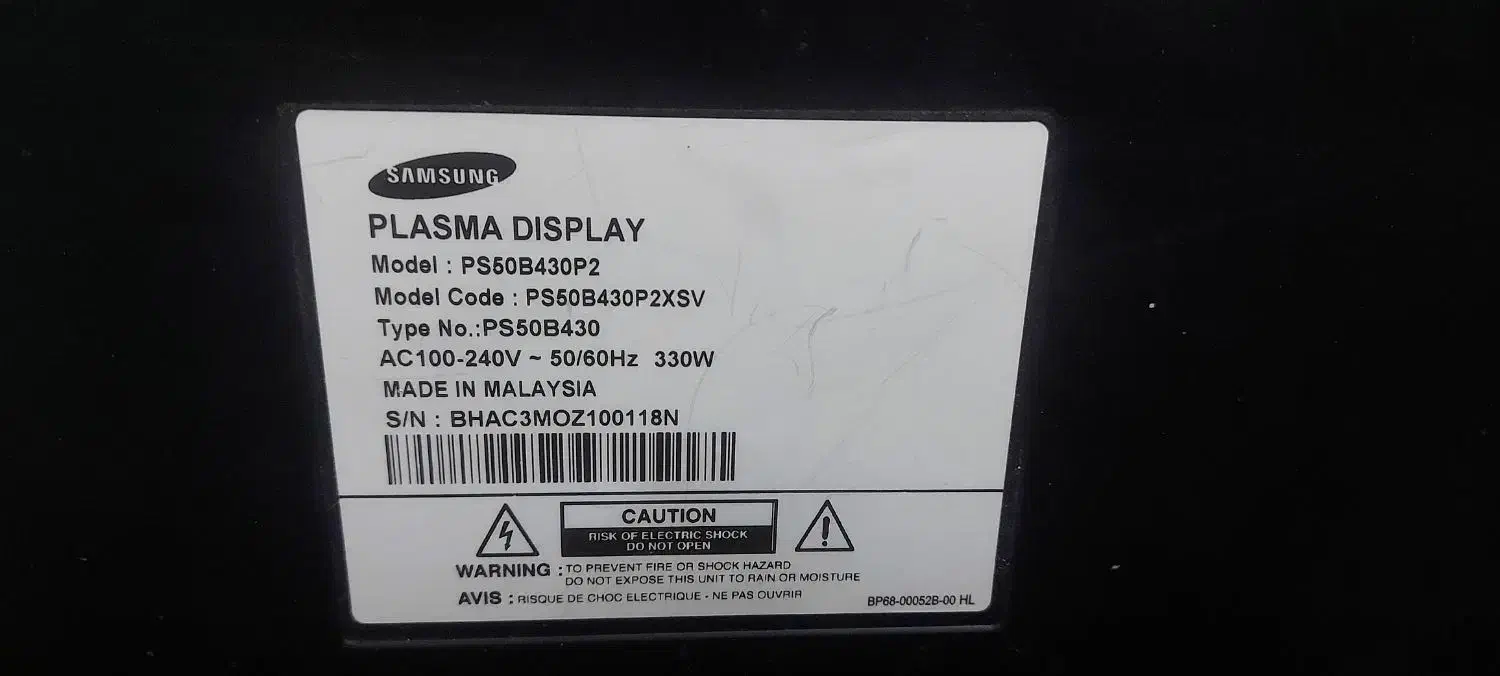 SAMSUNG
PLASMA DISPLAY
Model : PS50B430P2
Model Code : PS50B430P2XSV
Type No.:PS50B430
AC100-240V ~ 50/60Hz 330W
MADE IN MALAYSIA
S/N : BHAC3MOZ100118N
CAUTION
RISK OF ELECTRIC SHOCK
DO NOT OPEN
WARNING : TO PREVENT FIRE OR SHOCK HAZARD
DO NOT EXPOSE THIS UNIT TO RAIN OR MOISTURE
AVIS : RISQUE DE CHOC ELECTRIQUE - NE PAS OUVRIR
BP68-00052B-00 HL